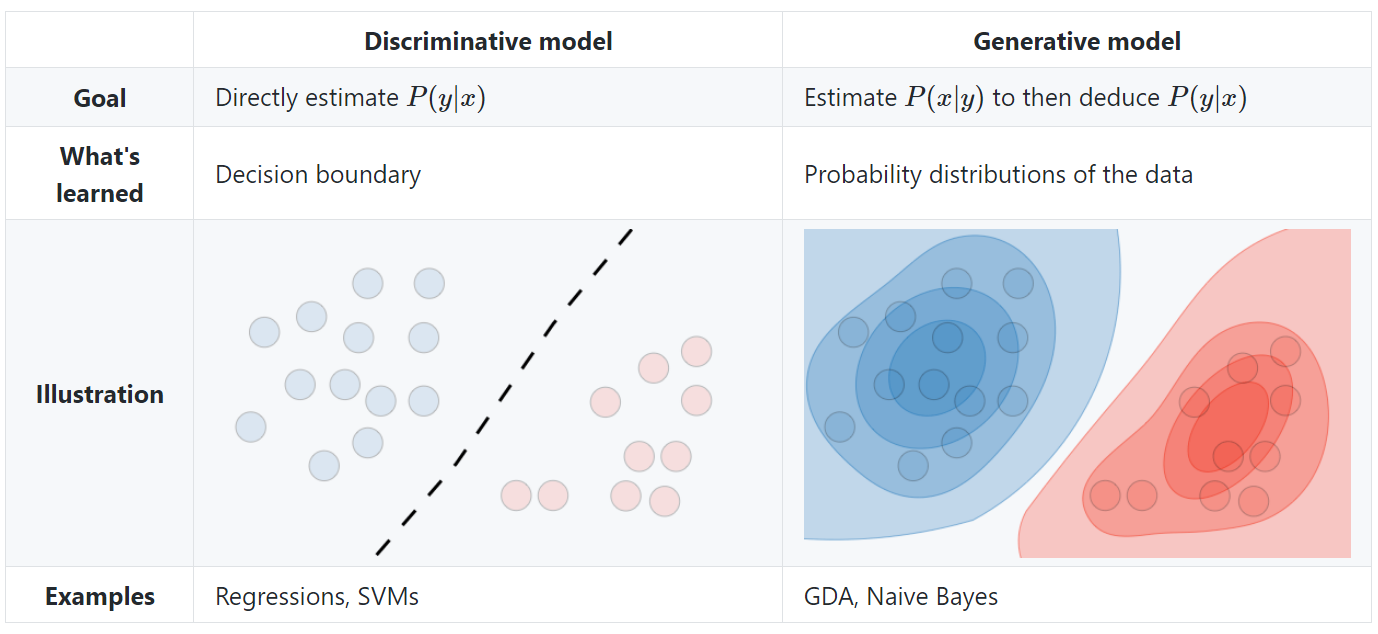 Discriminative model Generative model
Goal Directly estimate P(y|x) Estimate P(x|y) to then deduce P(y|x)
What's
learned Decision boundary Probability distributions of the data
Illustration
Examples Regressions, SVMs GDA, Naive Bayes